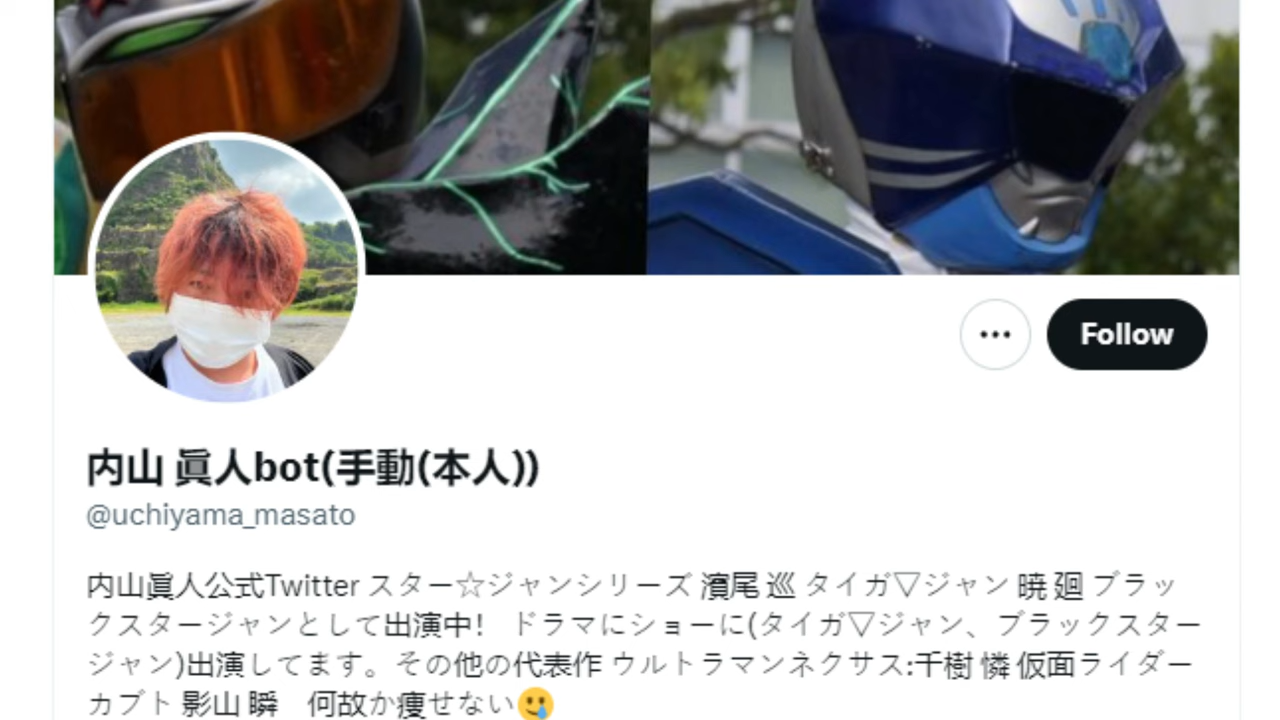 Follow
内山 眞人bot(手動(本人))
@uchiyama_masato
内山眞人公式Twitter スター☆ジャンシリーズ 濵尾 巡 タイガ▽ジャン 暁 廻 ブラッ
クスタージャンとして出演中！ ドラマにショーに(タイガ▽ジャン、ブラックスター
ジャン)出演してます。その他の代表作 ウルトラマンネクサス:千樹 憐 仮面ライダー
カブト 影山 瞬　何故か痩せない🥲